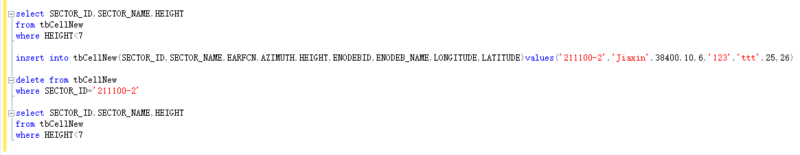 select SECTOR_ID,SECTOR_NAME,HEIGHT
from tbCellNew
where HEIGHT<7
insert into tbCellNew(SECTOR_ID,SECTOR_NAME,EARFCN,AZIMUTH,HEIGHT,ENODEBID,ENODEB_NAME,LONGITUDE,LATITUDE)values('211100-2','Jiaxin',38400,10,6,'123','ttt',25,26)
delete from tbCellNew
where SECTOR_ID='211100-2'
select SECTOR_ID,SECTOR_NAME,HEIGHT
from tbCellNew
where HEIGHT<7